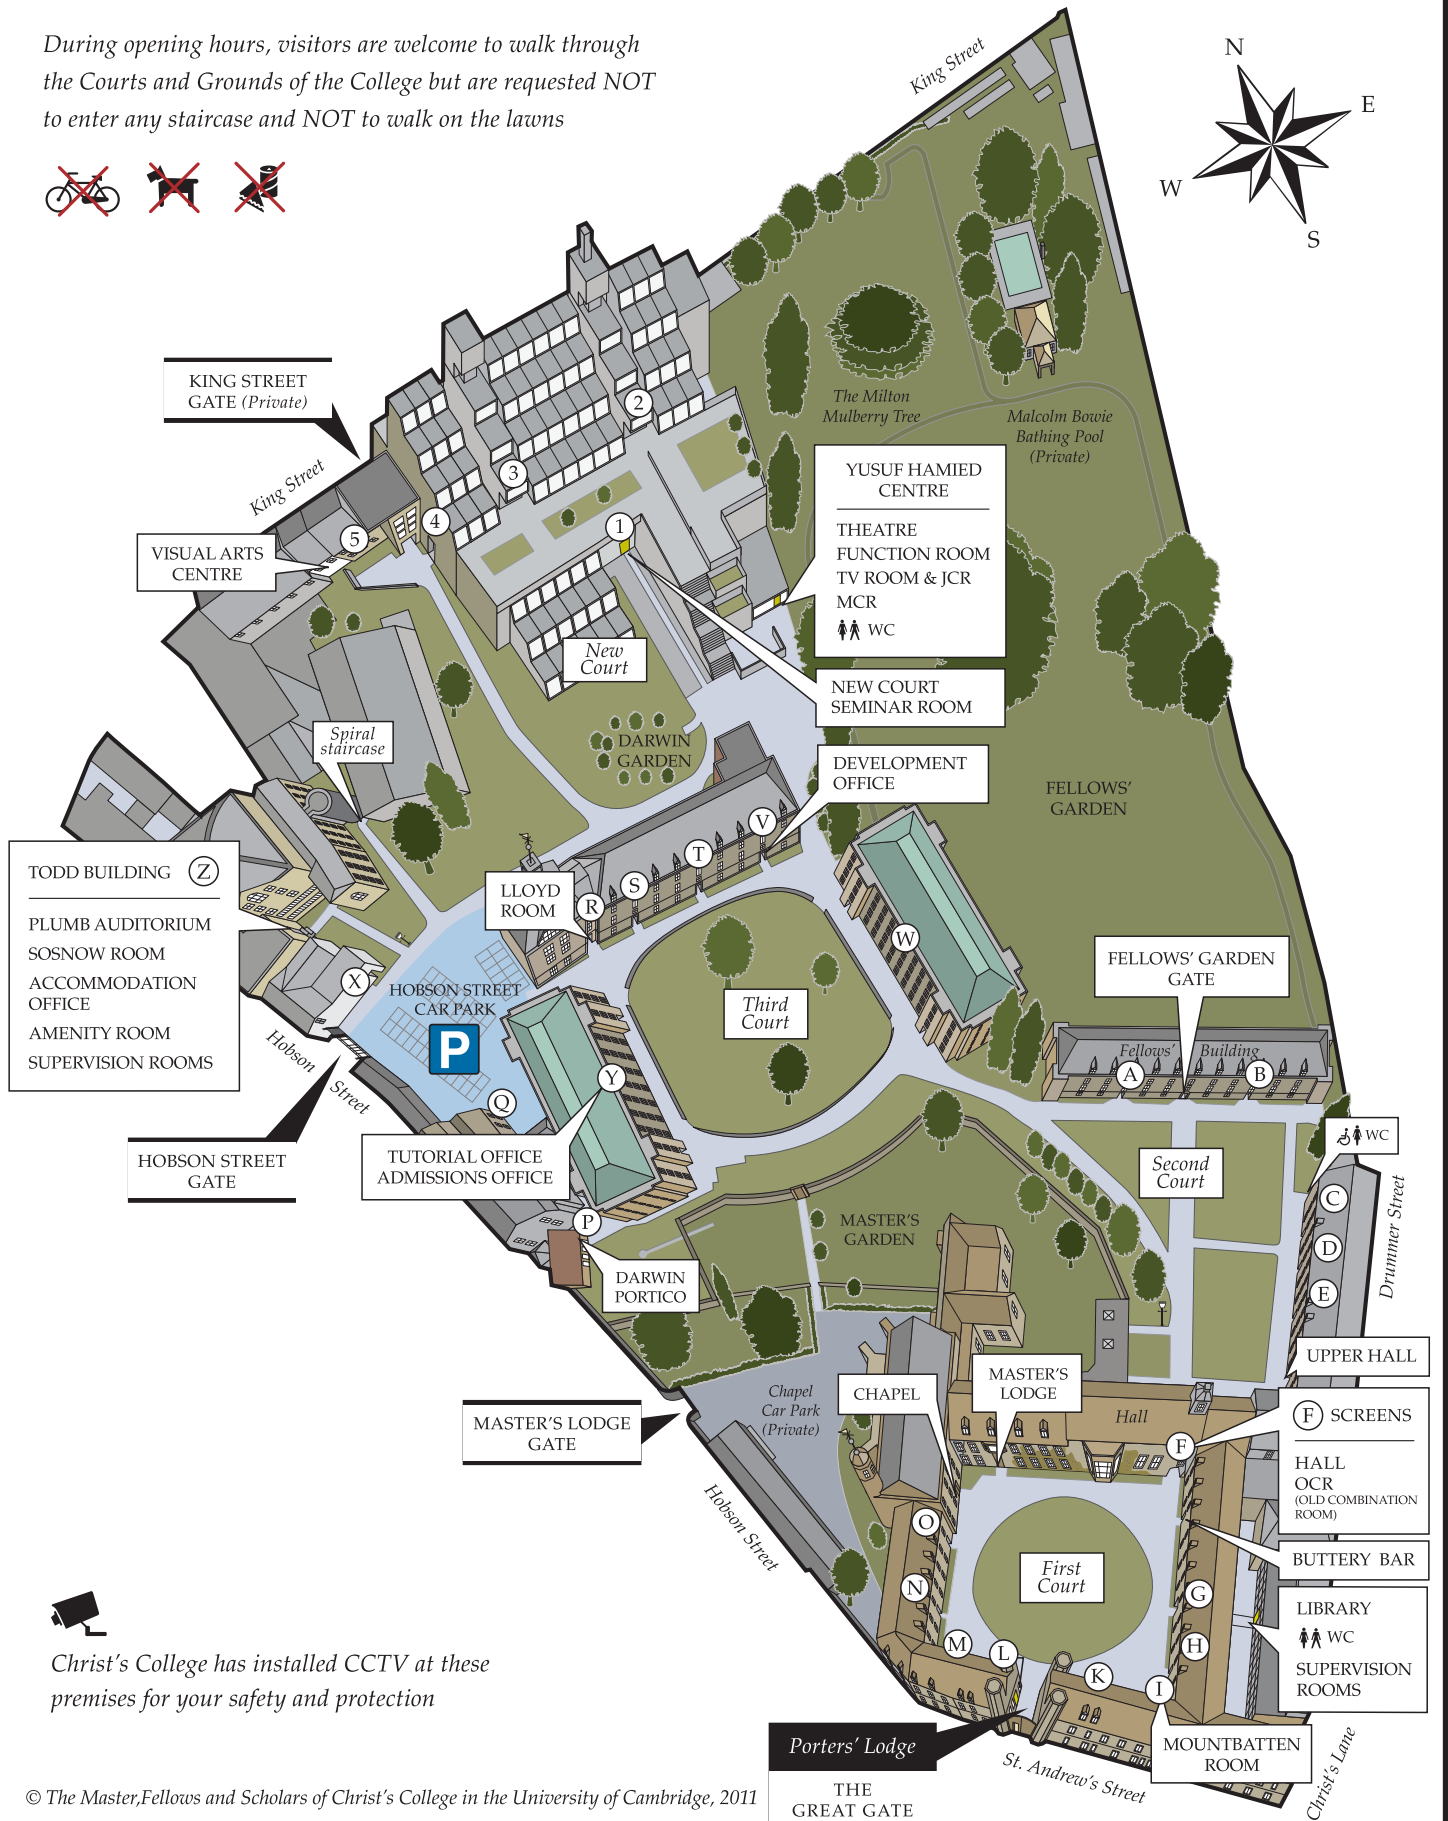 During opening hours, visitors are welcome to walk through
the Courts and Grounds of the College but are requested NOT
to enter any staircase and NOT to walk on the lawns
N
E
W
S
King Street
KING STREET
GATE (Private)
King Street
The Milton
Mulberry Tree
Malcolm Bowie
Bathing Pool
(Private)
2
3
4
5
1
VISUAL ARTS
CENTRE
YUSUF HAMIED
CENTRE
THEATRE
FUNCTION ROOM
TV ROOM & JCR
MCR
WC
New
Court
NEW COURT
SEMINAR ROOM
Spiral
staircase
DARWIN
GARDEN
DEVELOPMENT
OFFICE
FELLOWS'
GARDEN
V
T
S
R
W
LLOYD
ROOM
TODD BUILDING Z
PLUMB AUDITORIUM
SOSNOW ROOM
ACCOMMODATION
OFFICE
AMENITY ROOM
SUPERVISION ROOMS
X
HOBSON STREET
CAR PARK
P
Third
Court
FELLOWS' GARDEN
GATE
Fellows' Building
A
B
Hobson Street
HOBSON STREET
GATE
Q
Y
TUTORIAL OFFICE
ADMISSIONS OFFICE
P
DARWIN
PORTICO
MASTER'S
GARDEN
Second
Court
WC
C
D
E
Drummer Street
UPPER HALL
MASTER'S LODGE
GATE
Chapel
Car Park
(Private)
CHAPEL
MASTER'S
LODGE
Hall
F
F SCREENS
HALL
OCR
(OLD COMBINATION
ROOM)
BUTTERY BAR
LIBRARY
WC
SUPERVISION
ROOMS
Hobson Street
O
N
M
L
K
I
H
G
First
Court
MOUNTBATTEN
ROOM
Porters' Lodge
THE
GREAT GATE
St. Andrew's Street
Christ's Lane
Christ's College has installed CCTV at these
premises for your safety and protection
© The Master,Fellows and Scholars of Christ's College in the University of Cambridge, 2011